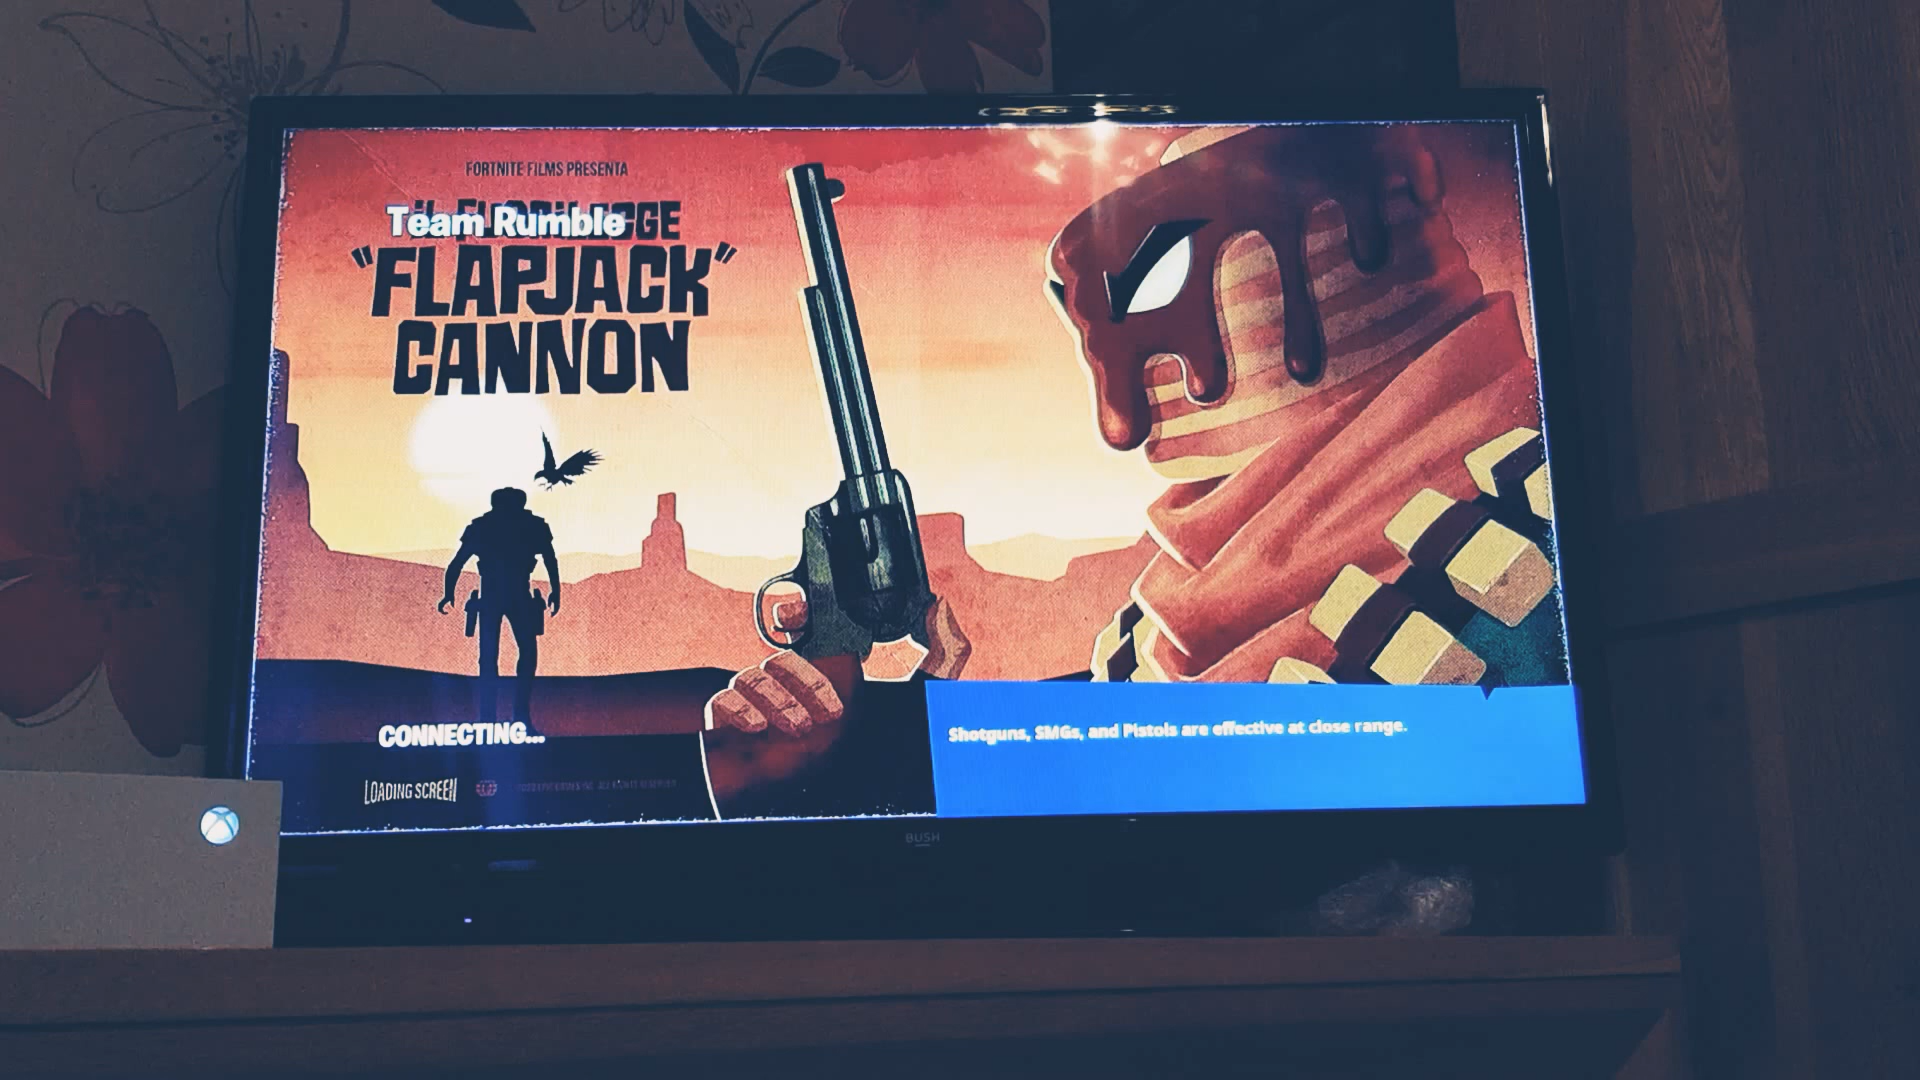 FORTNITE FILMS PRESENTA
Team Rumble
"FLAPJACK"
CANNON
CONNECTING...
LOADING SCREEN
Shotguns, SMGs, and Pistols are effective at close range.
BUSH